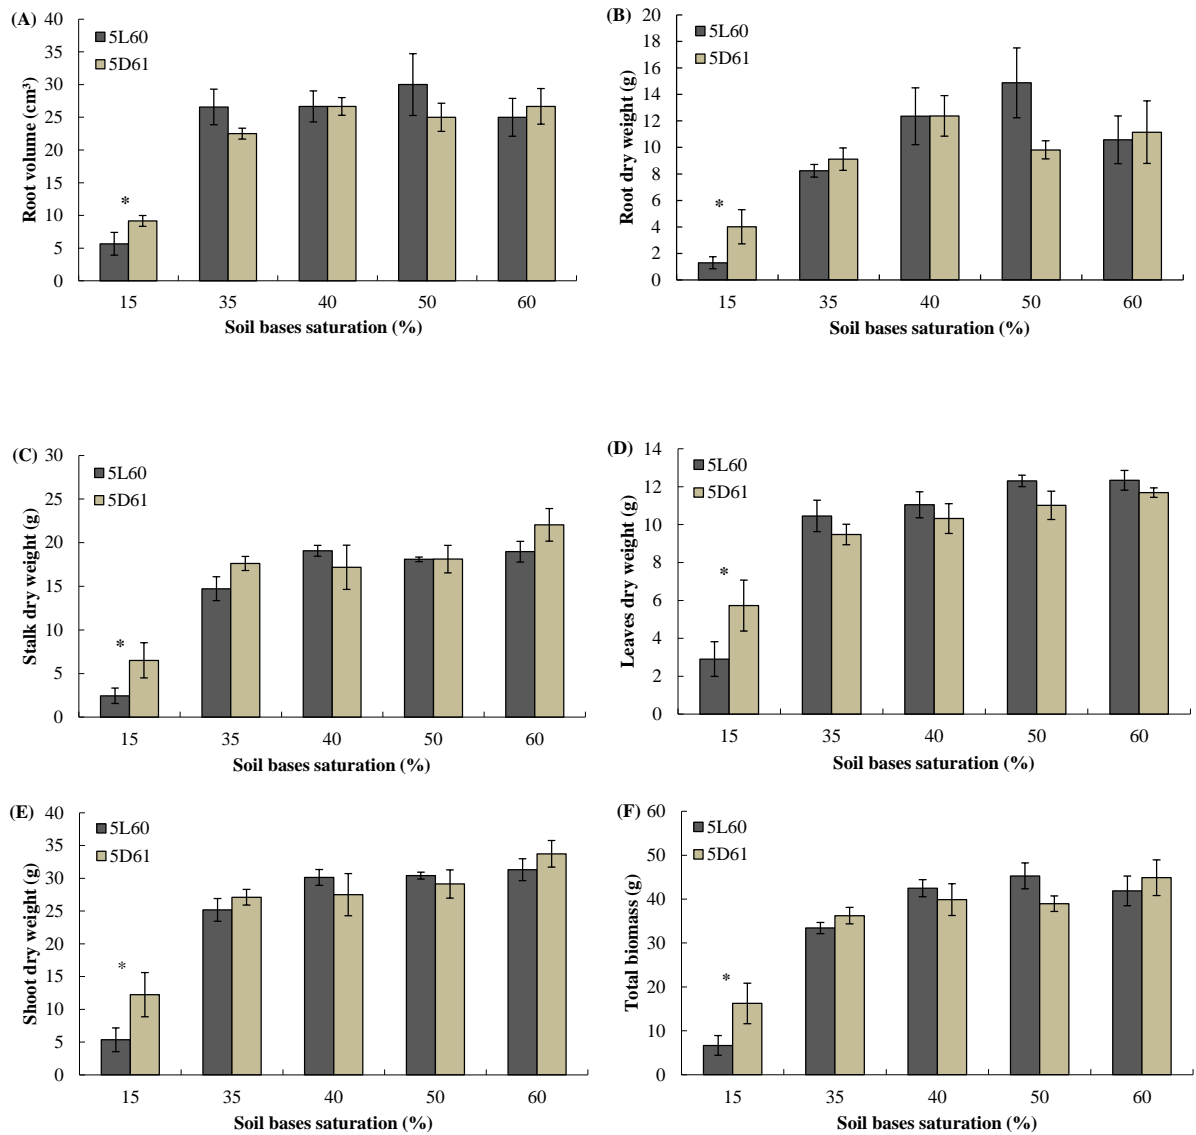 (A)
Root volume (cm³)
40
35
30
25
20
15
10
5
0
5L60
5D61
*
15 35 40 50 60
Soil bases saturation (%)
(B)
Root dry weight (g)
20
18
16
14
12
10
8
6
4
2
0
5L60
5D61
*
15 35 40 50 60
Soil bases saturation (%)
(C)
Stalk dry weight (g)
30
25
20
15
10
5
0
5L60
5D61
*
15 35 40 50 60
Soil bases saturation (%)
(D)
Leaves dry weight (g)
14
12
10
8
6
4
2
0
5L60
5D61
*
15 35 40 50 60
Soil bases saturation (%)
(E)
Shoot dry weight (g)
40
35
30
25
20
15
10
5
0
5L60
5D61
*
15 35 40 50 60
Soil bases saturation (%)
(F)
Total biomass (g)
60
50
40
30
20
10
0
5L60
5D61
*
15 35 40 50 60
Soil bases saturation (%)